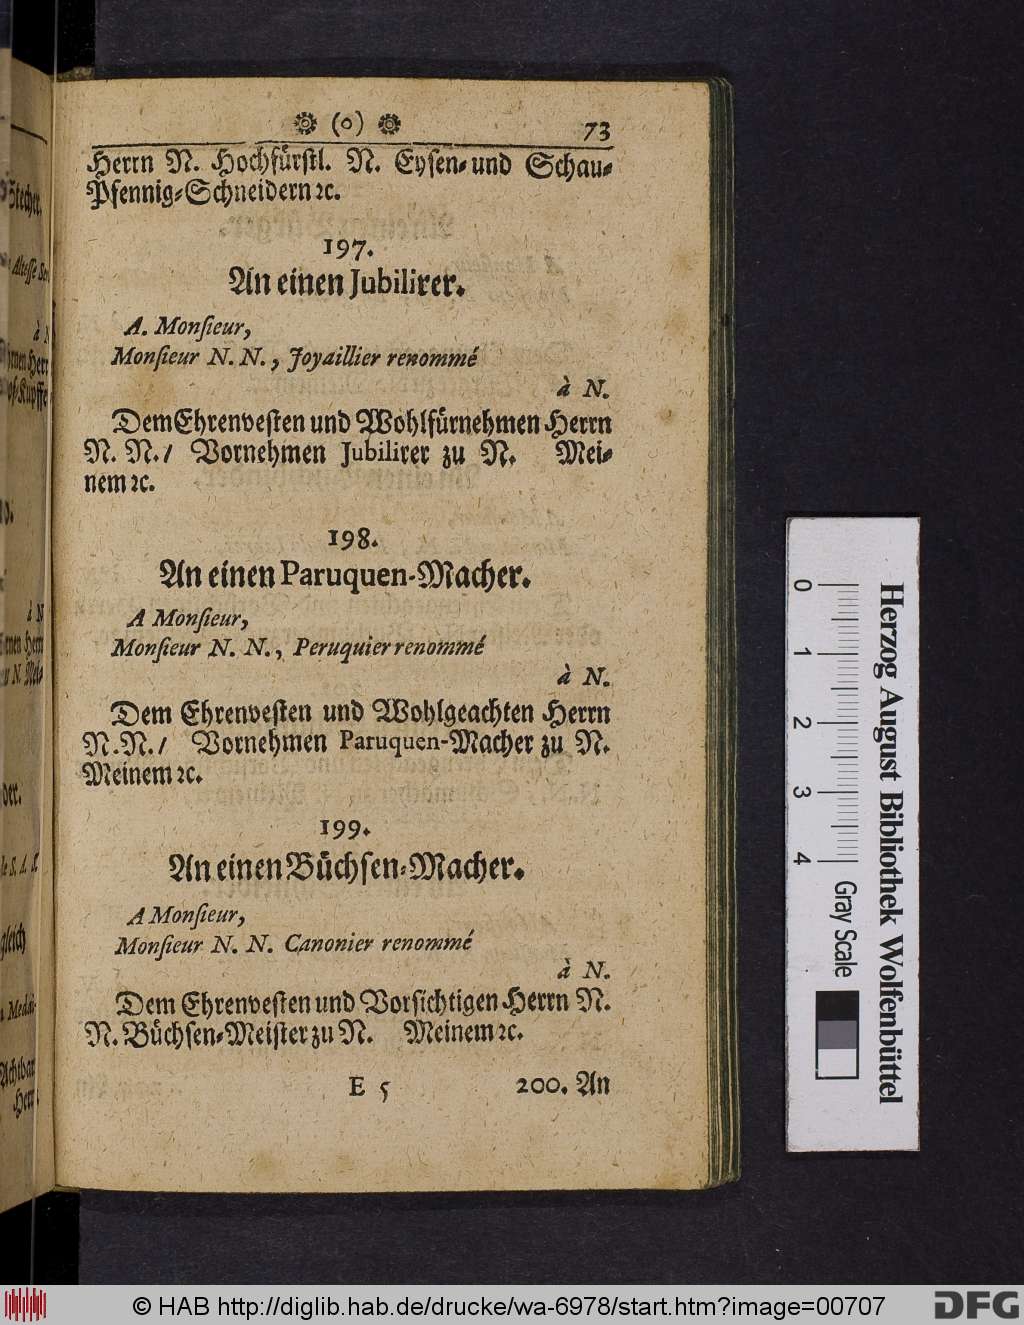 (o) 73
Herrn N. Hochfürstl. N. Eysen- und Schau-
Pfennig-Schneidern ꝛc.
197.
An einen Jubilirer.
A. Monſieur,
Monſieur N. N., Joyaillier renommé
à N.
Dem Ehrenveſten und Wohlfürnehmen Herrn
N. N./ Vornehmen Jubilirer zu N. Mei-
nem ꝛc.
198.
An einen Paruquen-Macher.
A Monſieur,
Monſieur N. N., Peruquier renommé
à N.
Dem Ehrenveſten und Wohlgeachten Herrn
N. N./ Vornehmen Paruquen-Macher zu N.
Meinem ꝛc.
199.
An einen Büchſen-Macher.
A Monſieur,
Monſieur N. N. Canonier renommé
à N.
Dem Ehrenveſten und Vorſichtigen Herrn N.
N. Büchſen-Meiſter zu N. Meinem ꝛc.
E 5 200. An
0 1 2 3 4
Gray Scale
Herzog August Bibliothek Wolfenbüttel
© HAB http://diglib.hab.de/drucke/wa-6978/start.htm?image=00707
DFG